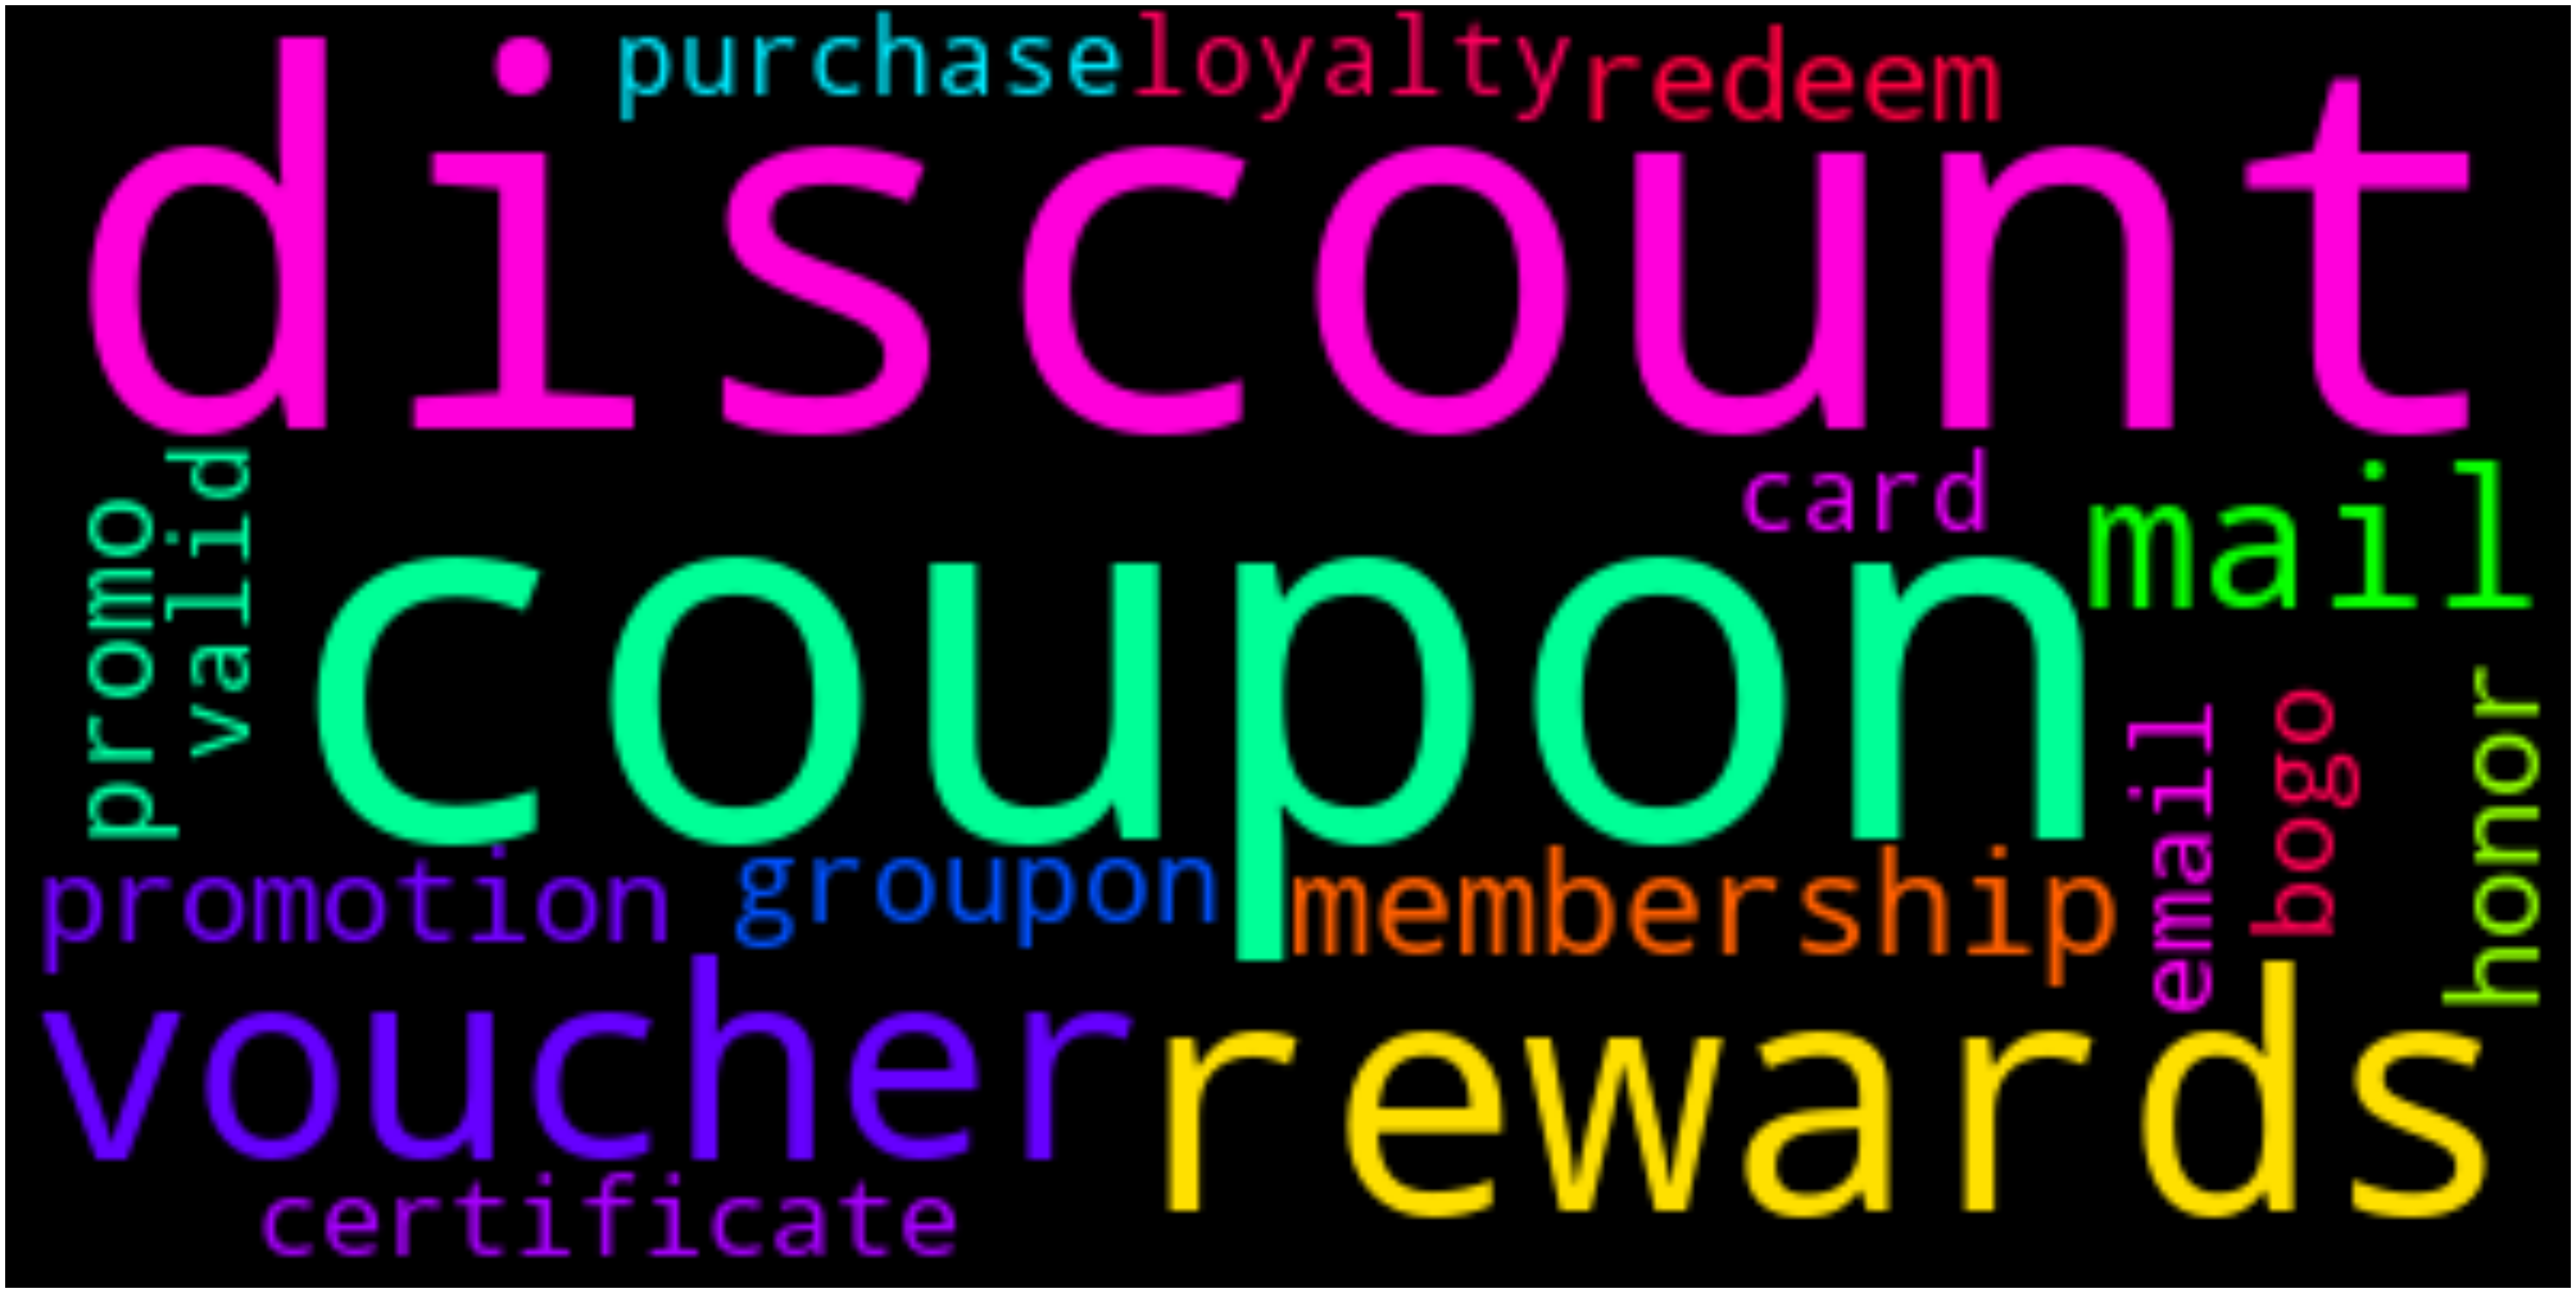 purchase loyalty redeem
discount
promo
valid
card
mail
coupon
email
bogo
honor
promotion groupon membership
voucher rewards
certificate